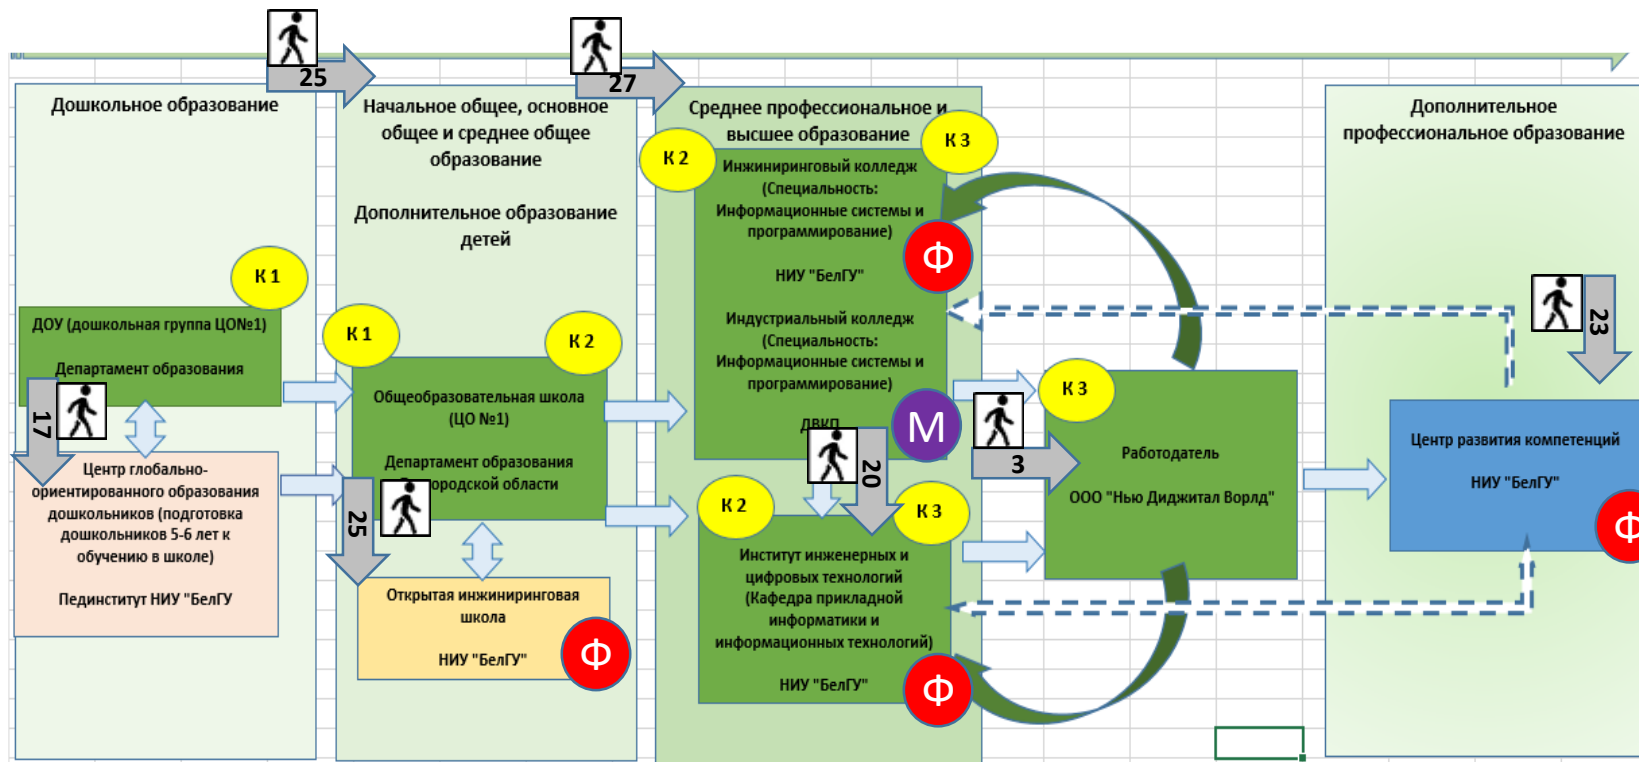 25
27
Дошкольное образование
К 1
ДОУ (дошкольная группа ЦО№1)
Департамент образования
17
Центр глобально-
ориентированного образования
дошкольников (подготовка
дошкольников 5-6 лет к
обучению в школе)
Пединститут НИУ "БелГУ
Начальное общее, основное
общее и среднее общее
образование
Дополнительное образование
детей
К 1
К 2
Общеобразовательная школа
(ЦО №1)
Департамент образования
области
25
Открытая инжиниринговая
школа
НИУ "БелГУ"
Ф
Среднее профессиональное и
высшее образование
К 2
К 3
Инжиниринговый колледж
(Специальность:
Информационные системы и
программирование)
Ф
НИУ "БелГУ"
Индустриальный колледж
(Специальность:
Информационные системы и
программирование)
М
ДВКП
20
К 2
К 3
Институт инженерных и
цифровых технологий
(Кафедра прикладной
информатики и
информационных технологий)
НИУ "БелГУ"
Ф
3
К 3
Работодатель
ООО "Нью Диджитал Ворлд"
Дополнительное
профессиональное образование
23
Центр развития компетенций
НИУ "БелГУ"
Ф